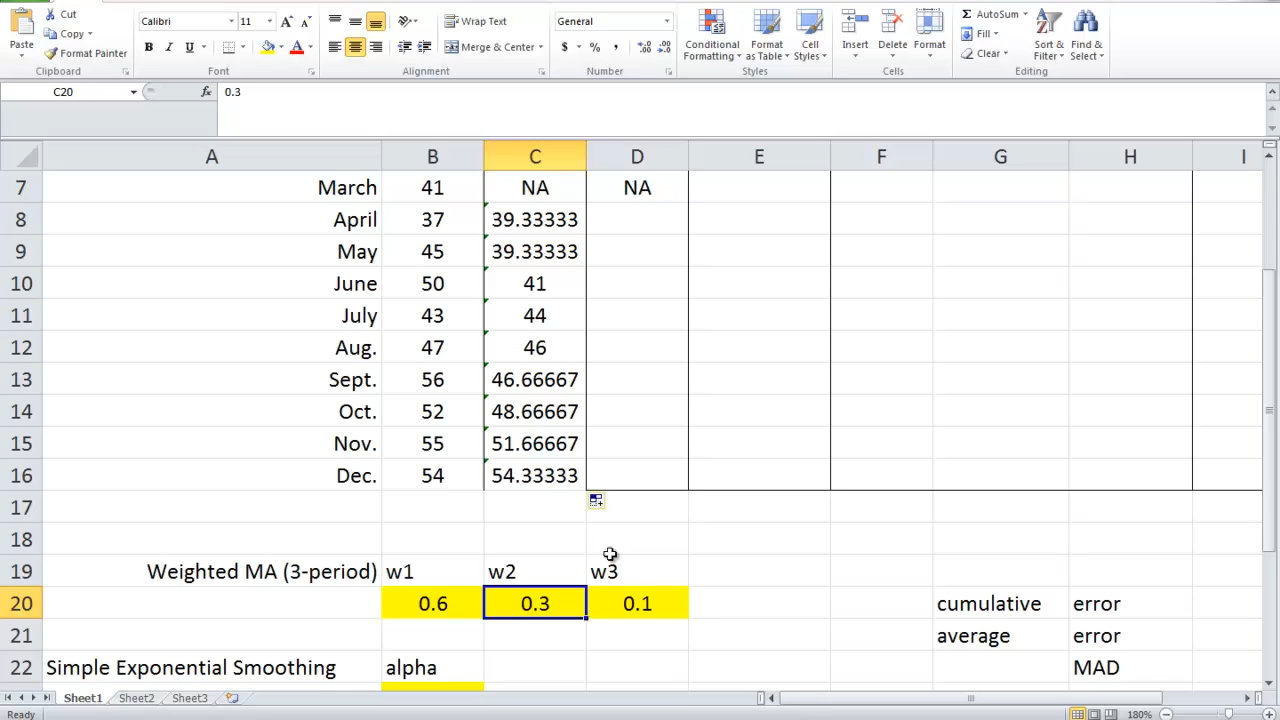 Cut Calibri 11 Wrap Text General AutoSum
Paste Copy Conditional Format Cell Insert Delete Format Fill Sort & Find &
Format Painter B I U A Merge & Center $ % , Formatting as Table Styles Clear Filter Select
Clipboard Font Alignment Number Styles Cells Editing
C20 fx 0.3
A B C D E F G H I
7 March 41 NA NA
8 April 37 39.33333
9 May 45 39.33333
10 June 50 41
11 July 43 44
12 Aug. 47 46
13 Sept. 56 46.66667
14 Oct. 52 48.66667
15 Nov. 55 51.66667
16 Dec. 54 54.33333
17
18
19 Weighted MA (3-period) w1 w2 w3
20 0.6 0.3 0.1 cumulative error
21 average error
22 Simple Exponential Smoothing alpha MAD
Sheet1 Sheet2 Sheet3
Ready 180%